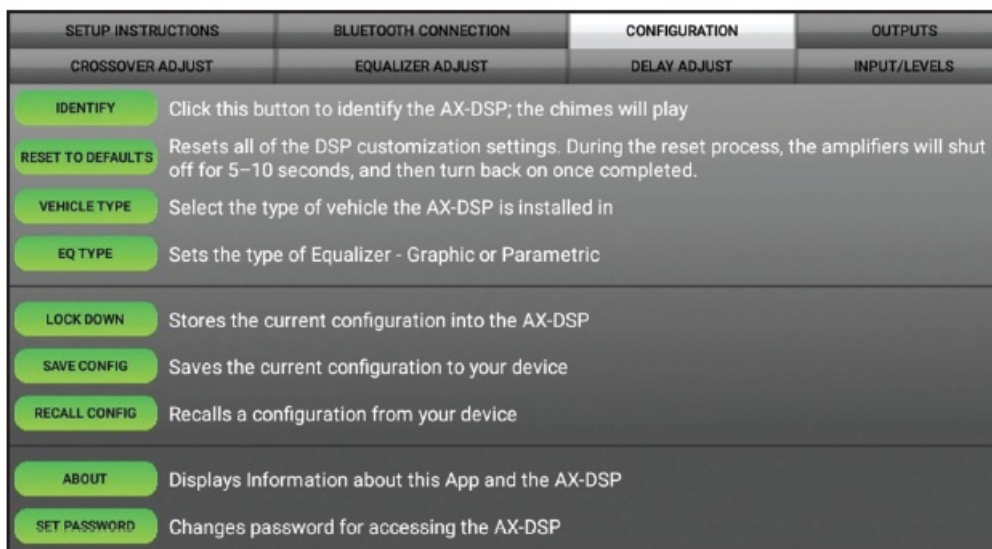 SETUP INSTRUCTIONS BLUETOOTH CONNECTION CONFIGURATION OUTPUTS
CROSSOVER ADJUST EQUALIZER ADJUST DELAY ADJUST INPUT/LEVELS
IDENTIFY Click this button to identify the AX-DSP; the chimes will play
RESET TO DEFAULTS Resets all of the DSP customization settings. During the reset process, the amplifiers will shut
off for 5–10 seconds, and then turn back on once completed.
VEHICLE TYPE Select the type of vehicle the AX-DSP is installed in
EQ TYPE Sets the type of Equalizer - Graphic or Parametric
LOCK DOWN Stores the current configuration into the AX-DSP
SAVE CONFIG Saves the current configuration to your device
RECALL CONFIG Recalls a configuration from your device
ABOUT Displays Information about this App and the AX-DSP
SET PASSWORD Changes password for accessing the AX-DSP